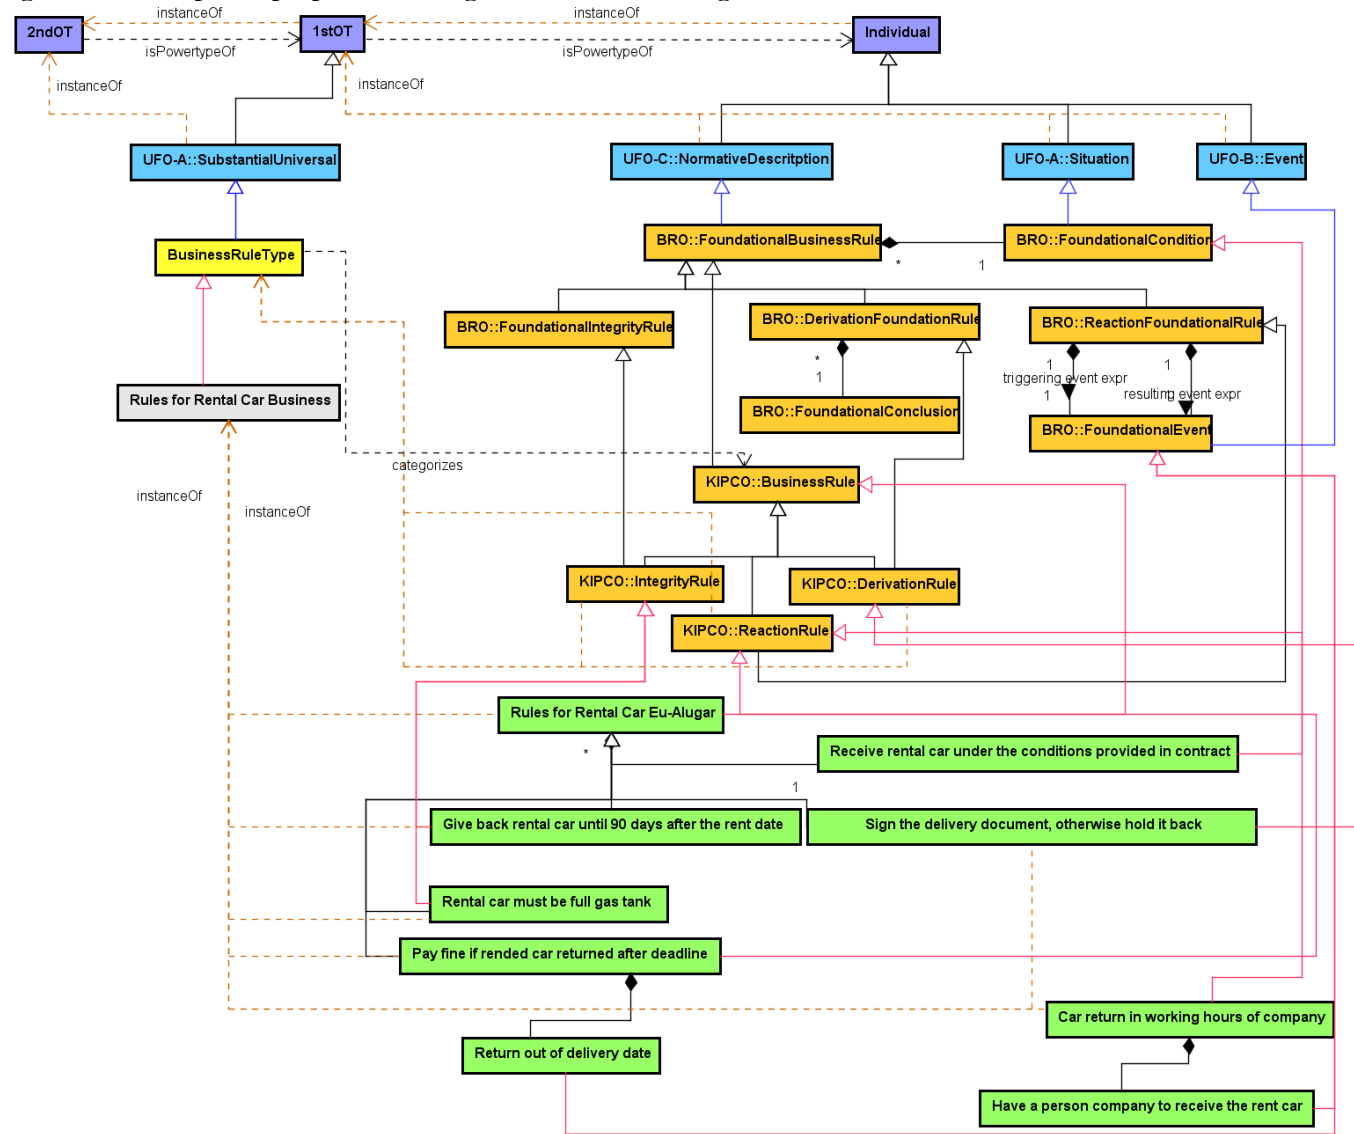 instanceOf
instanceOf
2ndOT
1stOT
Individual
isPowertypeOf
isPowertypeOf
instanceOf
instanceOf
UFO-A::SubstantialUniversal
UFO-C::NormativeDescritption
UFO-A::Situation
UFO-B::Event
BRO::FoundationalBusinessRule
BRO::FoundationalCondition
BusinessRuleType
*
1
BRO::FoundationalIntegrityRule
BRO::DerivationFoundationRule
BRO::ReactionFoundationalRule
*
1
1
1
triggering event expr
1
resulting event expr
1
Rules for Rental Car Business
BRO::FoundationalConclusion
BRO::FoundationalEvent
categorizes
KIPCO::BusinessRule
instanceOf
instanceOf
KIPCO::IntegrityRule
KIPCO::DerivationRule
KIPCO::ReactionRule
Rules for Rental Car Eu-Alugar
*
Receive rental car under the conditions provided in contract
1
Give back rental car until 90 days after the rent date
Sign the delivery document, otherwise hold it back
Rental car must be full gas tank
Pay fine if rended car returned after deadline
Car return in working hours of company
Return out of delivery date
Have a person company to receive the rent car